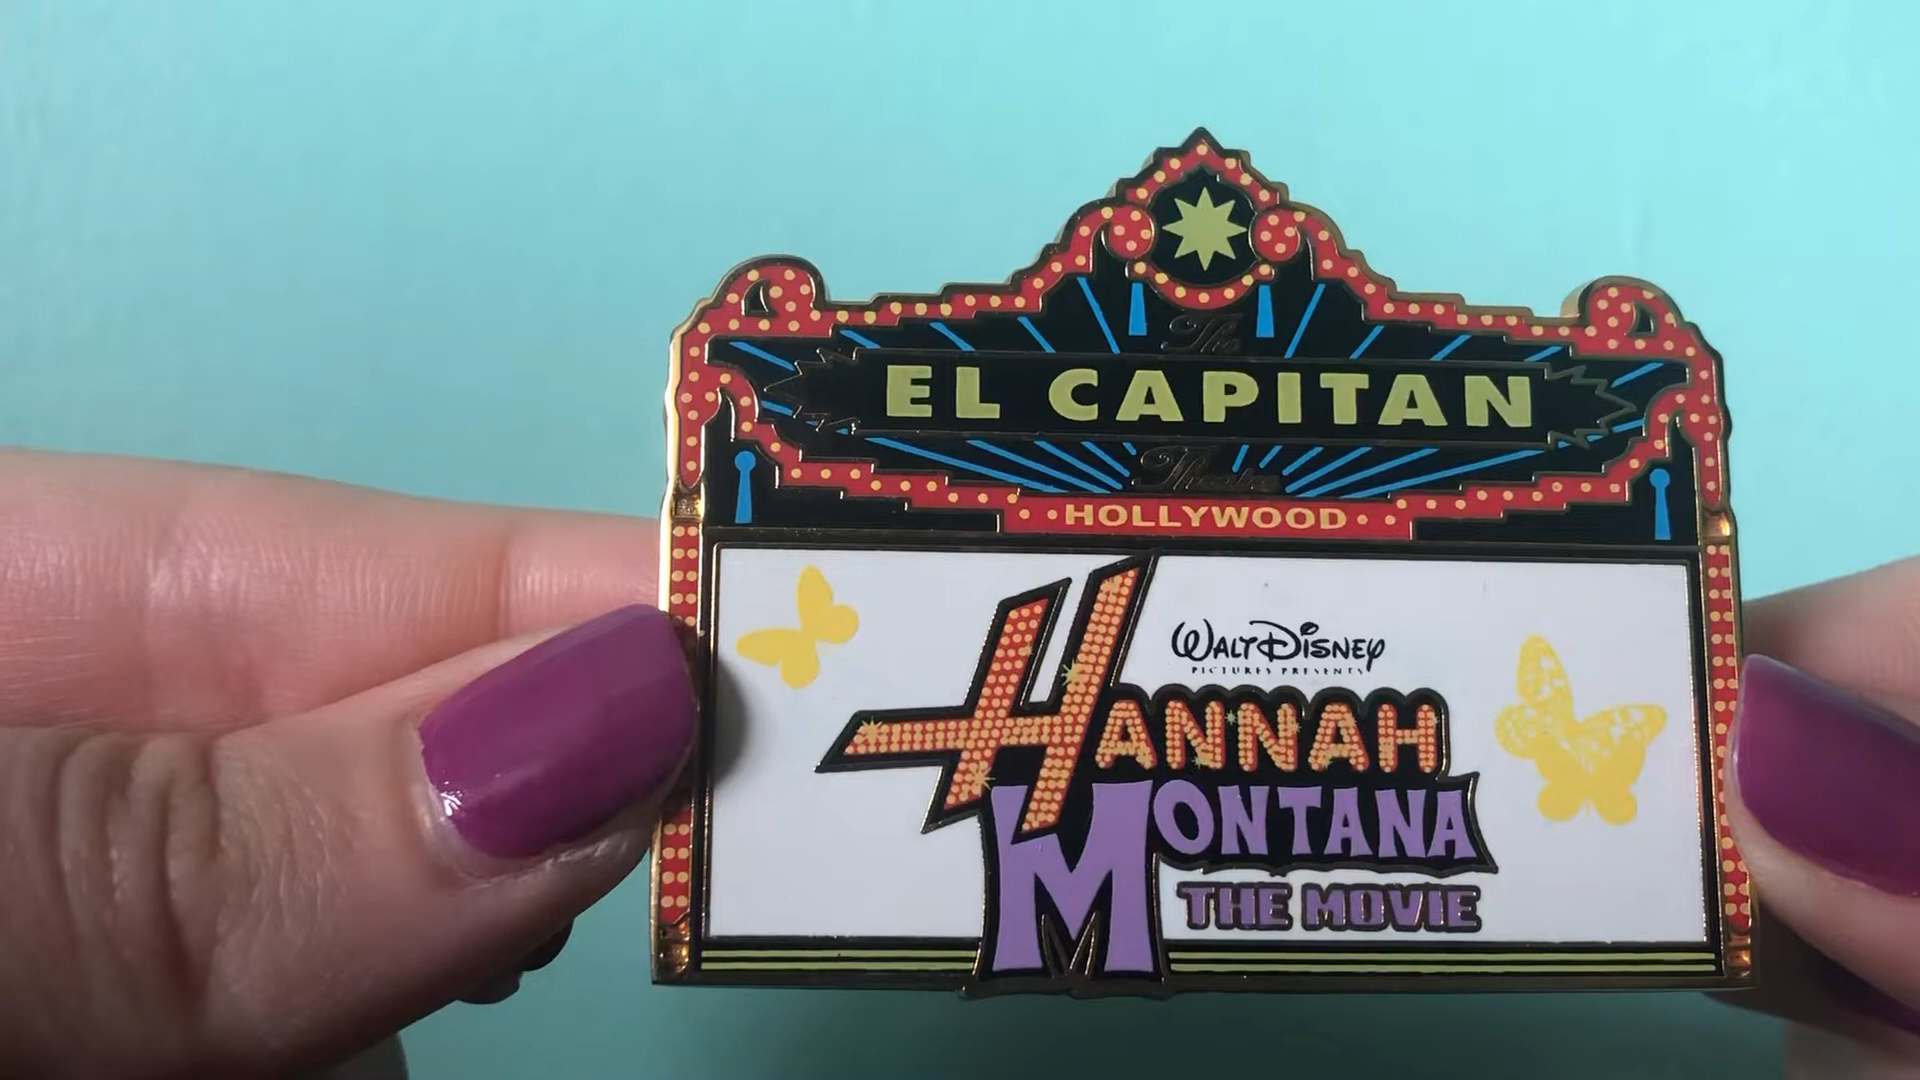 The
EL CAPITAN
Theatre
HOLLYWOOD
WALT DISNEY
PICTURES PRESENTS
HANNAH
MONTANA
THE MOVIE